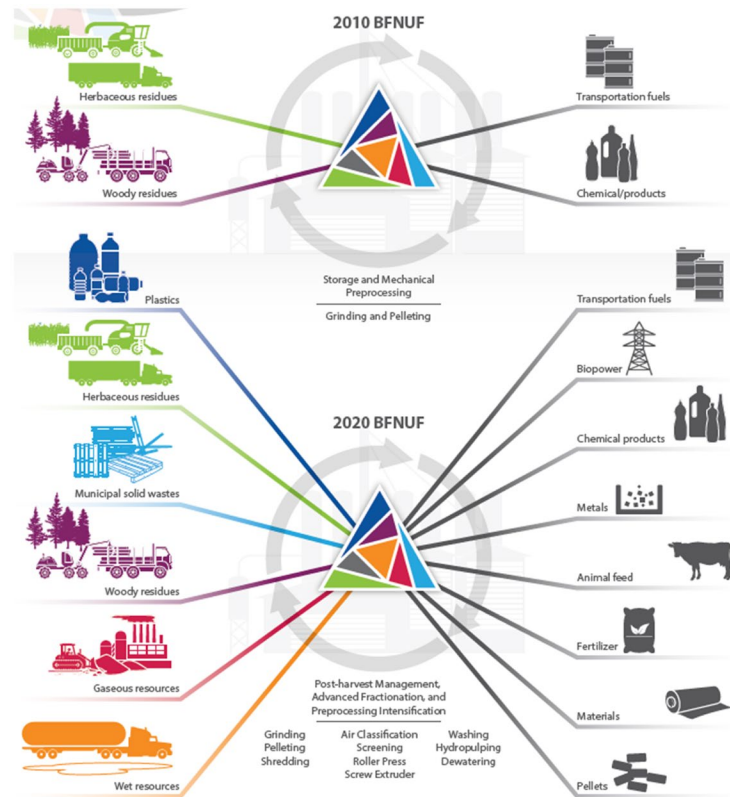 2010 BFNUF
Herbaceous residues
Transportation fuels
Woody residues
Chemical/products
Storage and Mechanical
Preprocessing
Grinding and Pelleting
Plastics
Transportation fuels
Herbaceous residues
Biopower
2020 BFNUF
Chemical products
Municipal solid wastes
Metals
Woody residues
Animal feed
Gaseous resources
Fertilizer
Post-harvest Management,
Advanced Fractionation, and
Preprocessing Intensification
Materials
Grinding
Pelleting
Shredding
Air Classification
Screening
Roller Press
Screw Extruder
Washing
Hydropulping
Dewatering
Wet resources
Pellets